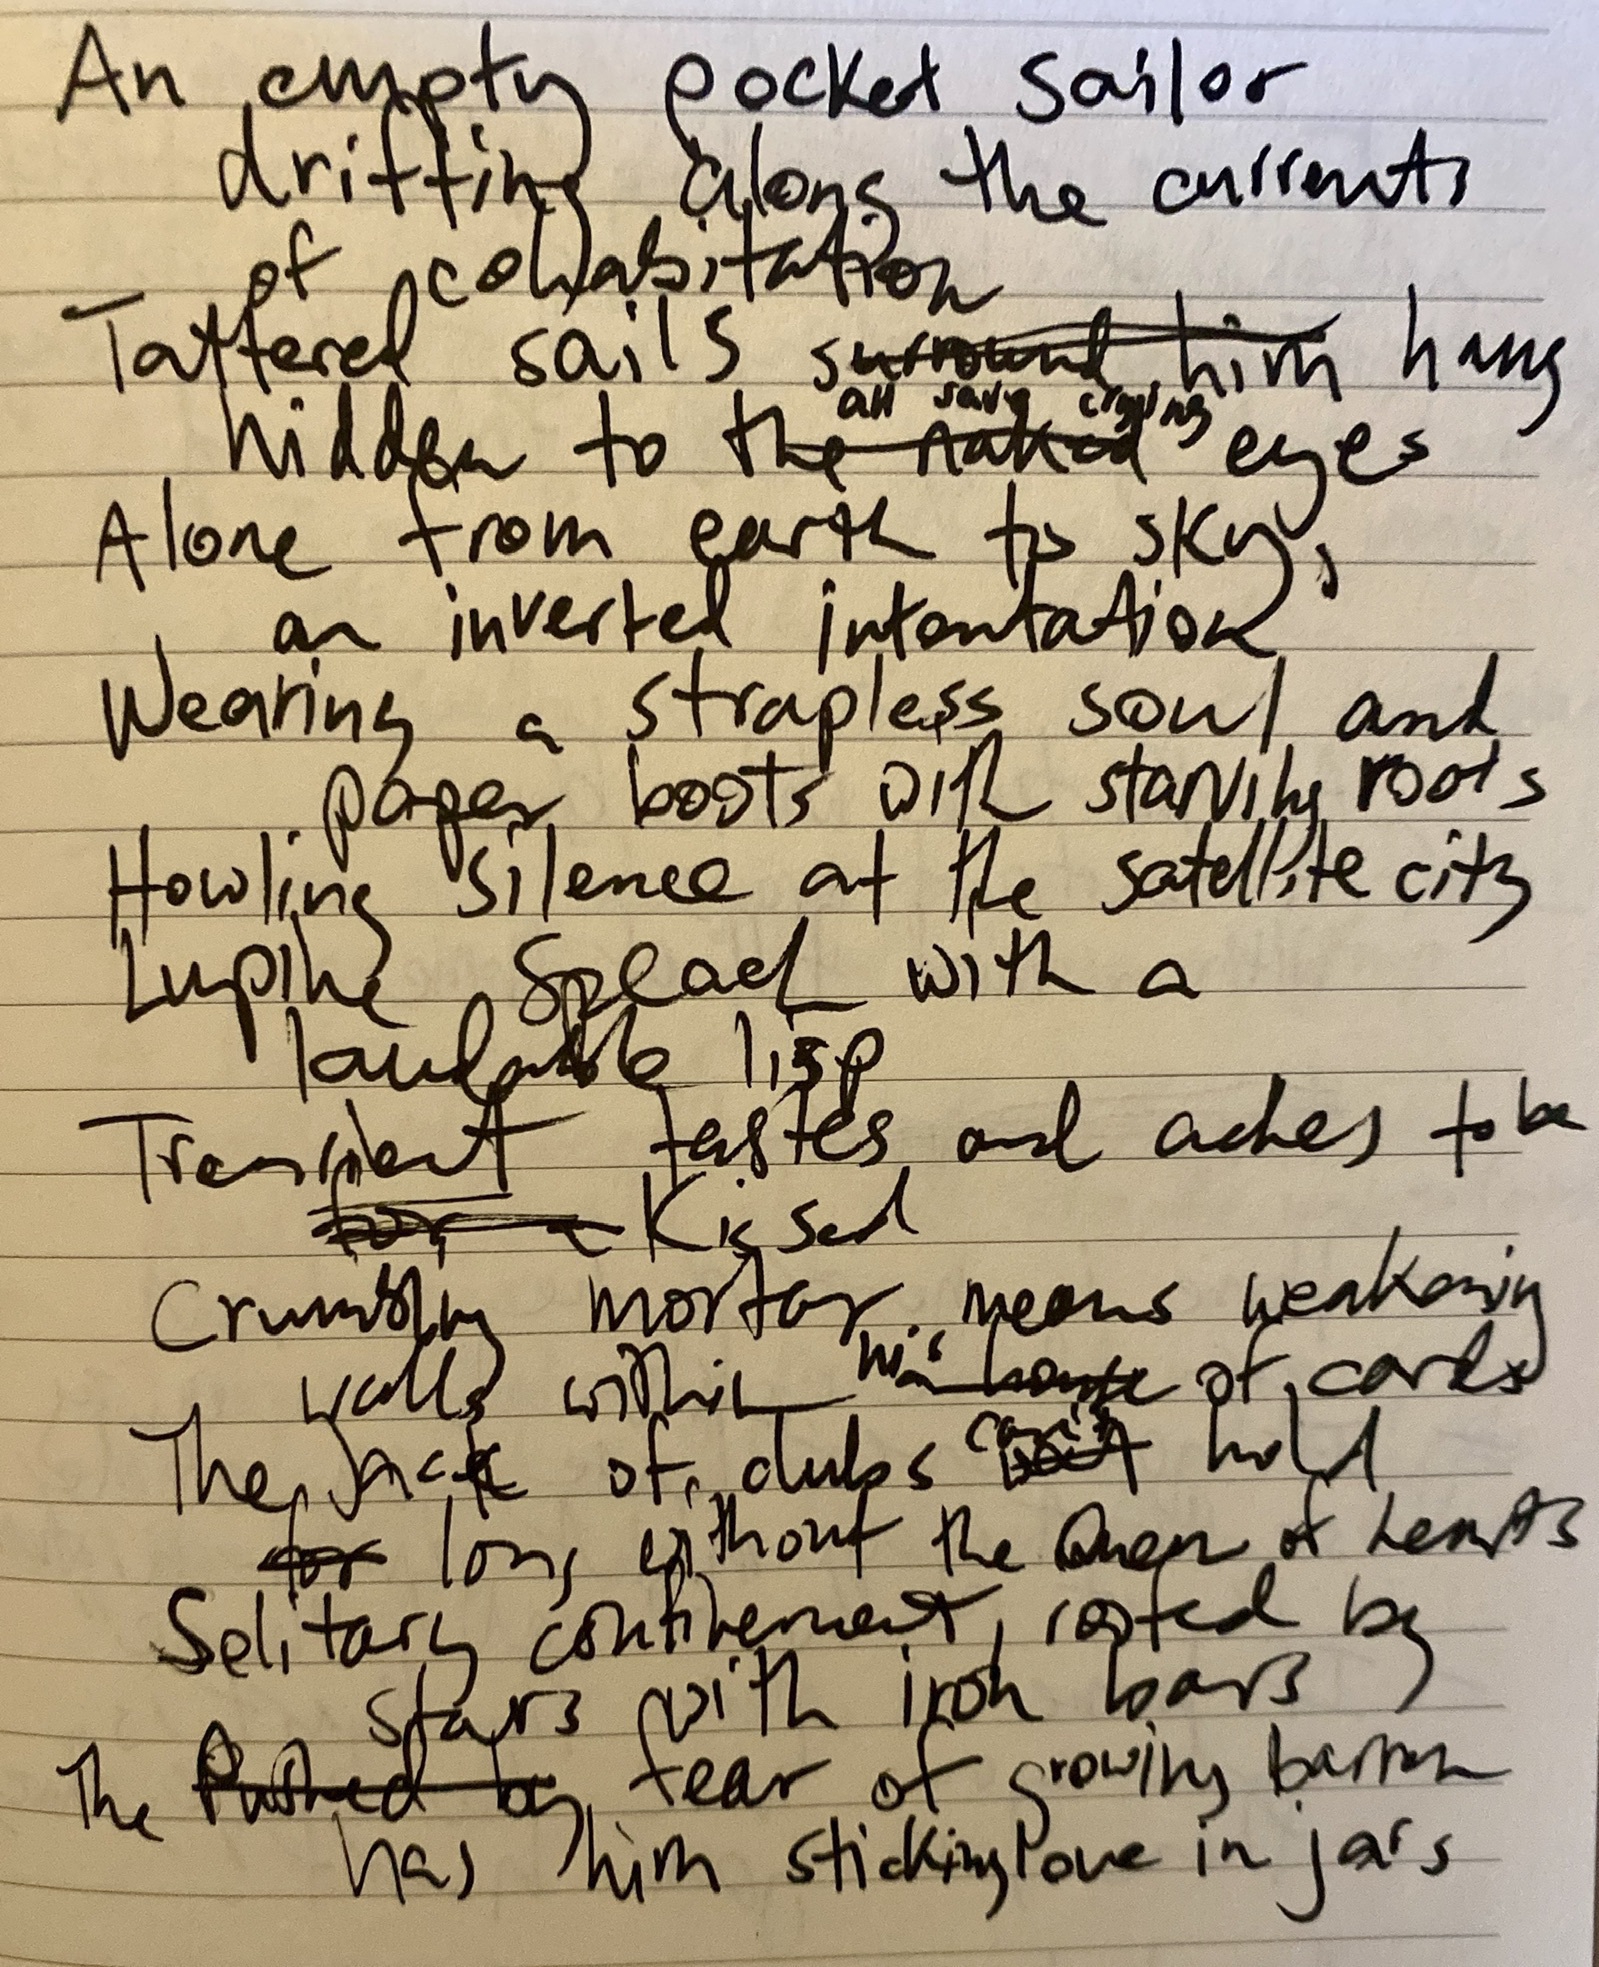 An empty pocket sailor
drifting along the currents
of cohabitation
Tattered sails surround him hang
all save crying
hidden to the naked eyes
Alone from earth to sky,
an inverted intentation
Wearing a strapless soul and
paper boots with starving roots
Howling silence at the satellite city
Lupine Speach with a
laudable lisp
Transient tastes and aches to be
for a Kissed
Crumbling mortar means weakening
walls within his house of cards
The Jack of clubs can't hold
for long without the Queen of hearts
Solitary confinement, roofed by
stars with iron bars
The Pushed by fear of growing barren
has him sticking love in jars